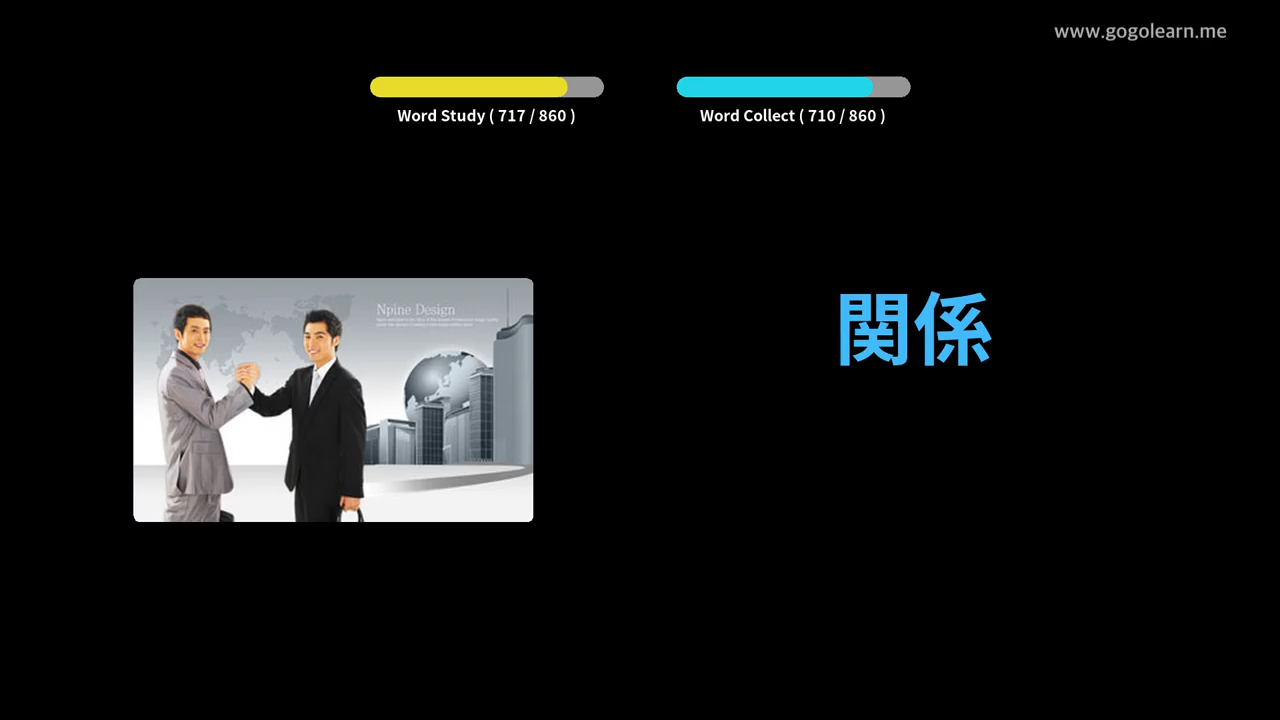 www.gogolearn.me
Word Study ( 717 / 860 )
Word Collect ( 710 / 860 )
Npine Design
関係